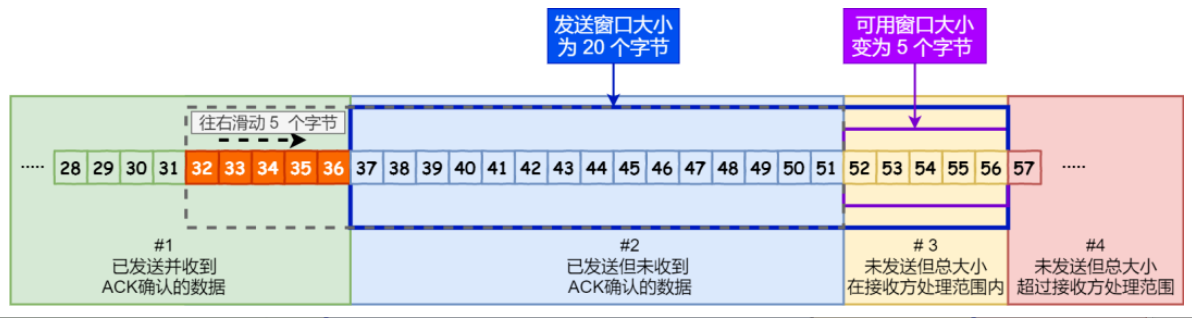 发送窗口大小
为 20 个字节
可用窗口大小
变为 5 个字节
往右滑动 5 个字节
..... 28 29 30 31 32 33 34 35 36 37 38 39 40 41 42 43 44 45 46 47 48 49 50 51 52 53 54 55 56 57 .....
#1
已发送并收到
ACK确认的数据
#2
已发送但未收到
ACK确认的数据
# 3
未发送但总大小
在接收方处理范围内
#4
未发送但总大小
超过接收方处理范围